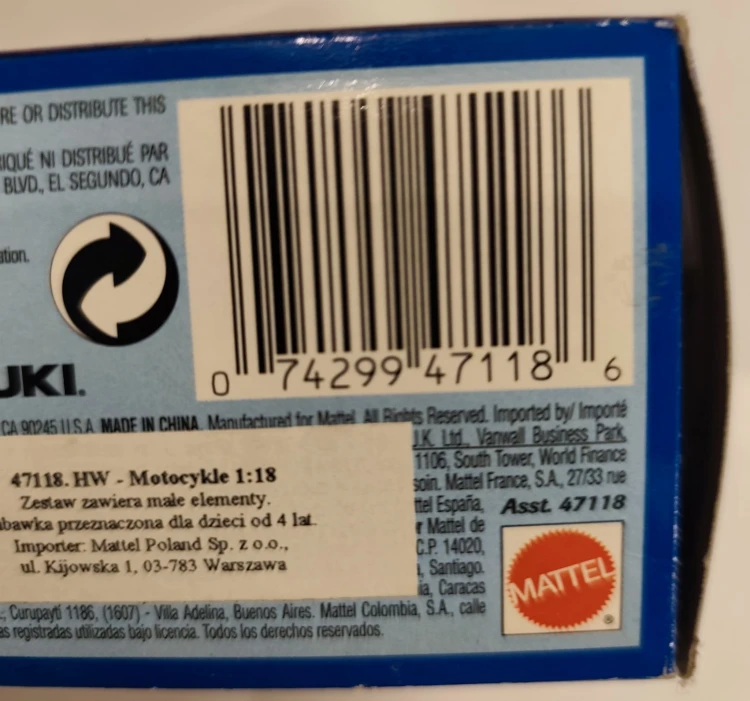 RE OR DISTRIBUTE THIS
IQUÉ NI DISTRIBUÉ PAR
BLVD., EL SEGUNDO, CA
ation.
UKI.
0 74299 47118 6
CA 90245 U.S.A. MADE IN CHINA. Manufactured for Mattel. All Rights Reserved. Imported by/ Importé
.K. Ltd., Vanwall Business Park,
1106, South Tower, World Finance
soin. Mattel France, S.A., 27/33 rue
ttel España,
Asst. 47118
r Mattel de
C.P. 14020,
, Santiago.
ia, Caracas
47118. HW - Motocykle 1:18
Zestaw zawiera małe elementy.
abawka przeznaczona dla dzieci od 4 lat.
Importer: Mattel Poland Sp. z o.o.,
ul. Kijowska 1, 03-783 Warszawa
MATTEL
®
.; Curupaytí 1186, (1607) - Villa Adelina, Buenos Aires. Mattel Colombia, S.A., calle
as registradas utilizadas bajo licencia. Todos los derechos reservados.